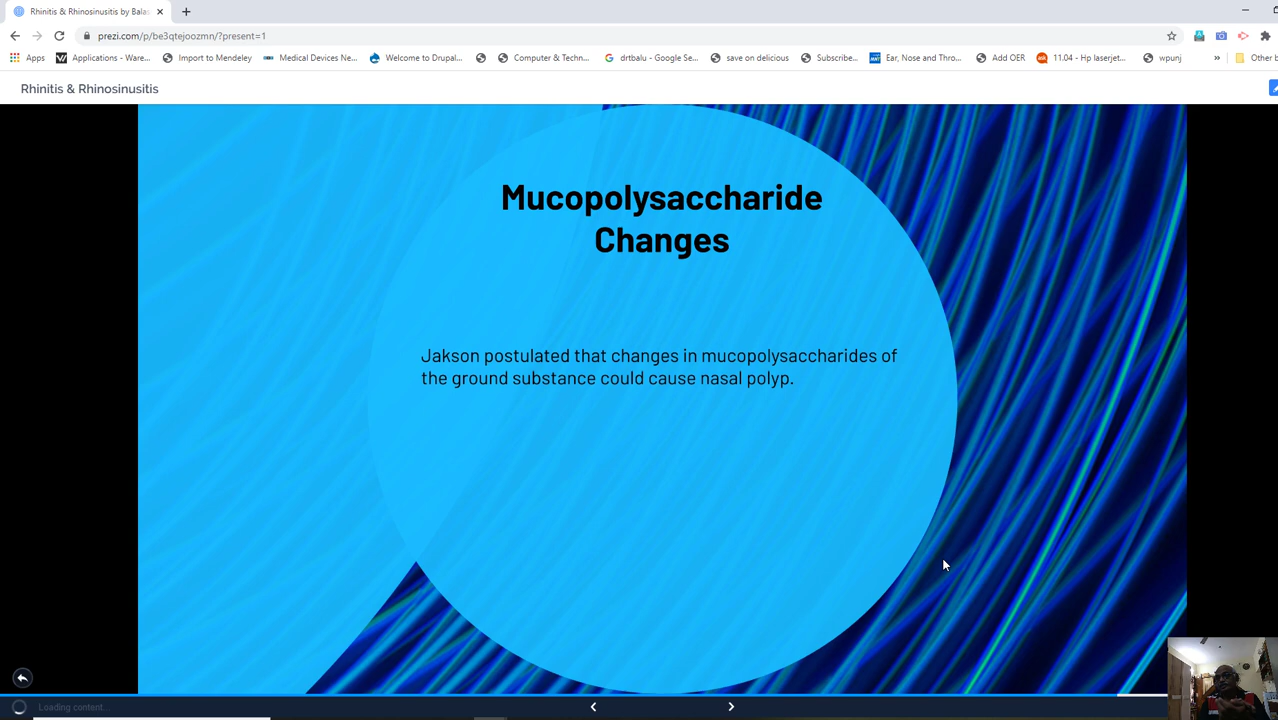 Rhinitis & Rhinosinusitis by Balas
prezi.com/p/be3qtejoozmn/?present=1
Apps Applications - Ware... Import to Mendeley Medical Devices Ne... Welcome to Drupal... Computer & Techn... drtbalu - Google Se... save on delicious Subscribe... Ear, Nose and Thro... Add OER 11.04 - Hp laserjet... wpunj » Other b
Rhinitis & Rhinosinusitis
Mucopolysaccharide
Changes
Jakson postulated that changes in mucopolysaccharides of
the ground substance could cause nasal polyp.
Loading content...